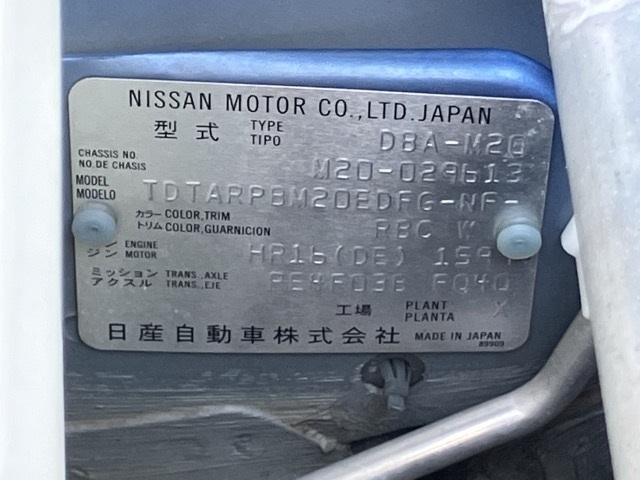 NISSAN MOTOR CO.,LTD.JAPAN
型式 TYPE TIPO DBA-M20
CHASSIS NO. NO.DE CHASIS M20-029613
MODEL MODELO TDTARPBM20EDFG-NF-
カラー COLOR,TRIM
トリム COLOR,GUARNICION RBC W
ジン ENGINE MOTOR HR16(DE) 159
ミッション TRANS.,AXLE
アクスル TRANS.,EJE RE4F03B FQ40
工場 PLANT PLANTA X
日産自動車株式会社 MADE IN JAPAN
89909